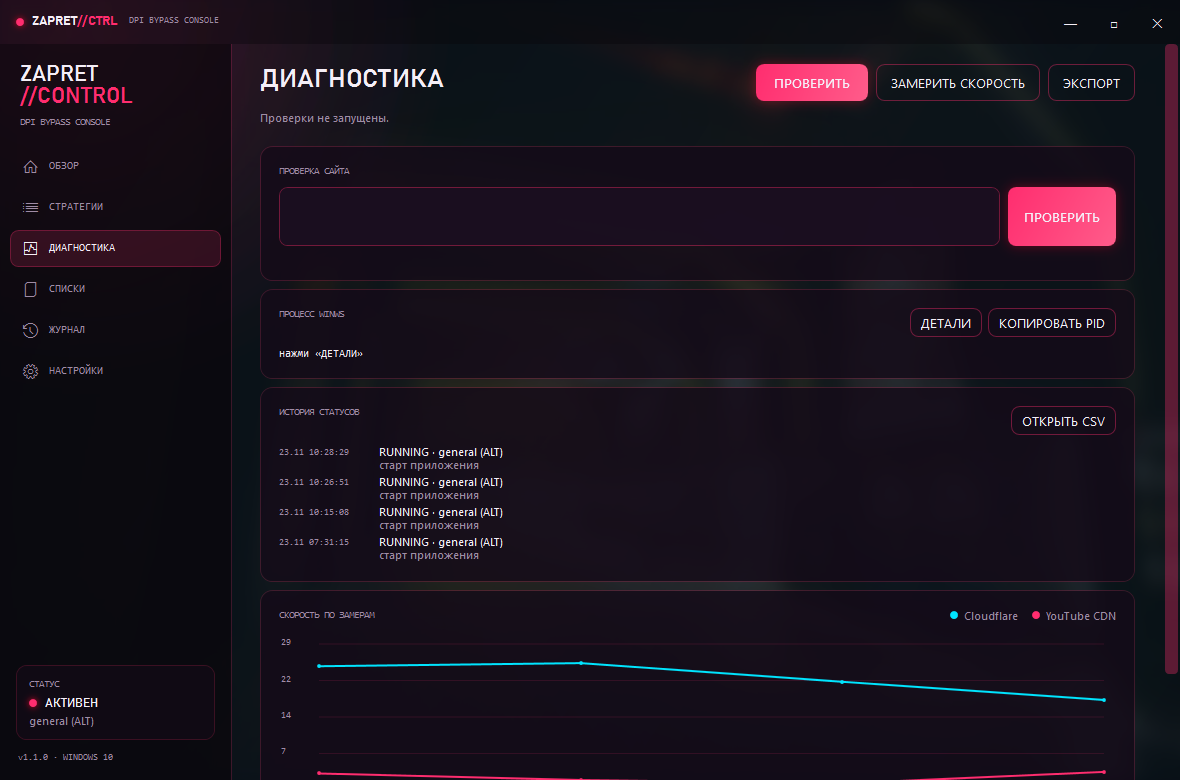 ZAPRET//CTRL DPI BYPASS CONSOLE
ZAPRET
//CONTROL
DPI BYPASS CONSOLE
ОБЗОР
СТРАТЕГИИ
ДИАГНОСТИКА
СПИСКИ
ЖУРНАЛ
НАСТРОЙКИ
СТАТУС
АКТИВЕН
general (ALT)
v1.1.0 · WINDOWS 10
ДИАГНОСТИКА
ПРОВЕРИТЬ ЗАМЕРИТЬ СКОРОСТЬ ЭКСПОРТ
Проверки не запущены.
ПРОВЕРКА САЙТА
ПРОВЕРИТЬ
ПРОЦЕСС WINWS
ДЕТАЛИ КОПИРОВАТЬ PID
нажми «ДЕТАЛИ»
ИСТОРИЯ СТАТУСОВ
ОТКРЫТЬ CSV
23.11 10:28:29 RUNNING · general (ALT)
старт приложения
23.11 10:26:51 RUNNING · general (ALT)
старт приложения
23.11 10:15:08 RUNNING · general (ALT)
старт приложения
23.11 07:31:15 RUNNING · general (ALT)
старт приложения
СКОРОСТЬ ПО ЗАМЕРАМ
Cloudflare YouTube CDN
29
22
14
7